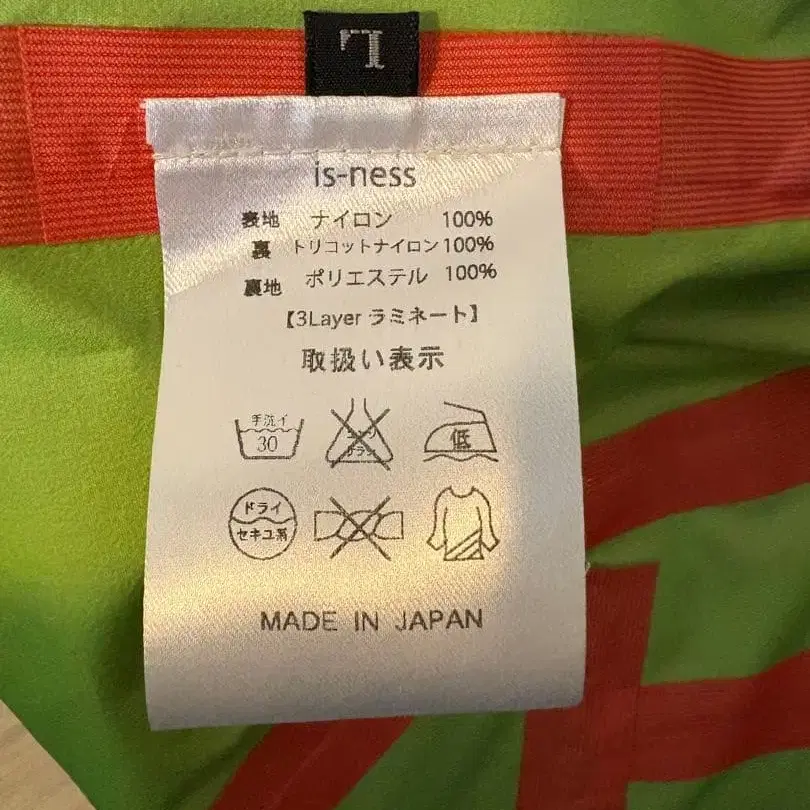 L
is-ness
表地 ナイロン 100%
裏 トリコットナイロン 100%
裏地 ポリエステル 100%
【3Layer ラミネート】
取扱い表示
手洗イ
30
低
ドライ
セキユ系
MADE IN JAPAN